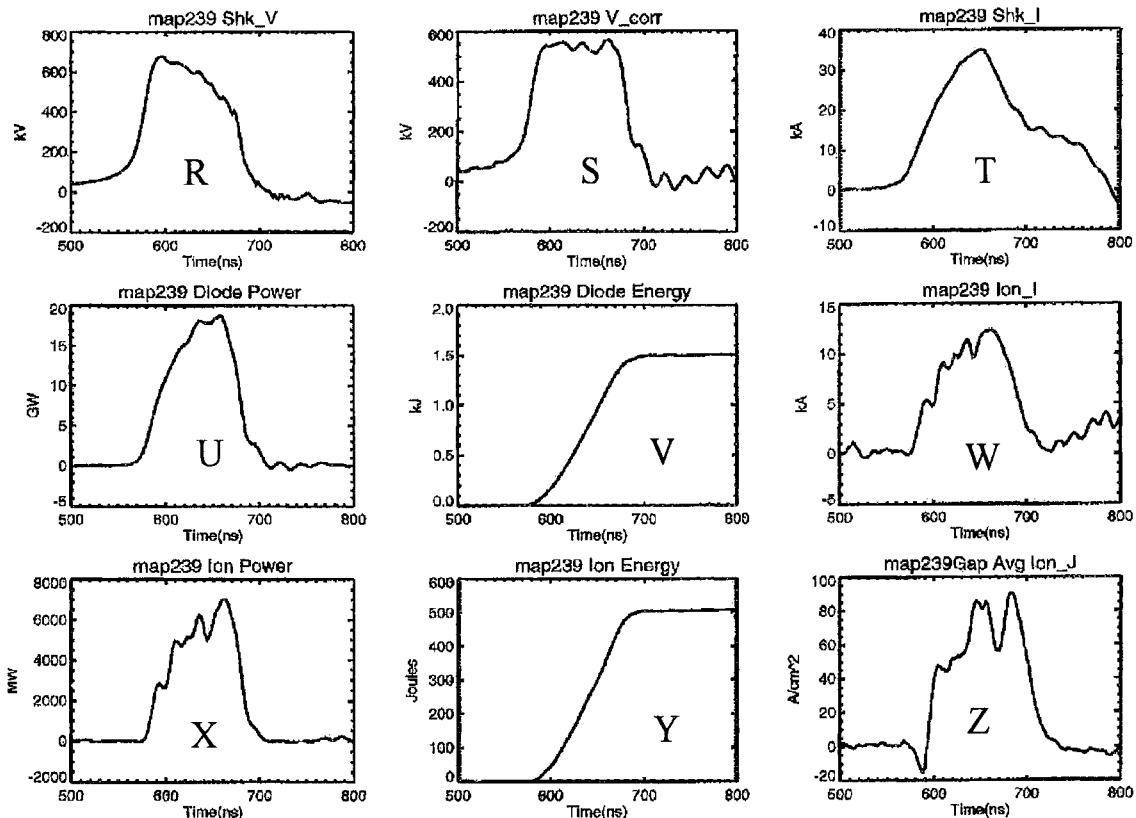 map239 Shk_V
800
600
400
200
0
-200
kV
R
500 600 700 800
Time(ns)
map239 V_corr
600
400
200
0
-200
kV
S
500 600 700 800
Time(ns)
map239 Shk_I
40
30
20
10
0
-10
kA
T
500 600 700 800
Time(ns)
map239 Diode Power
20
15
10
5
0
-5
GW
U
500 600 700 800
Time(ns)
map239 Diode Energy
2.0
1.5
1.0
0.5
0.0
kJ
V
500 600 700 800
Time(ns)
map239 Ion_I
15
10
5
0
-5
kA
W
500 600 700 800
Time(ns)
map239 Ion Power
8000
6000
4000
2000
0
-2000
MW
X
500 600 700 800
Time(ns)
map239 Ion Energy
600
500
400
300
200
100
0
Joules
Y
500 600 700 800
Time(ns)
map239Gap Avg Ion_J
100
80
60
40
20
0
-20
A/cm^2
Z
500 600 700 800
Time(ns)